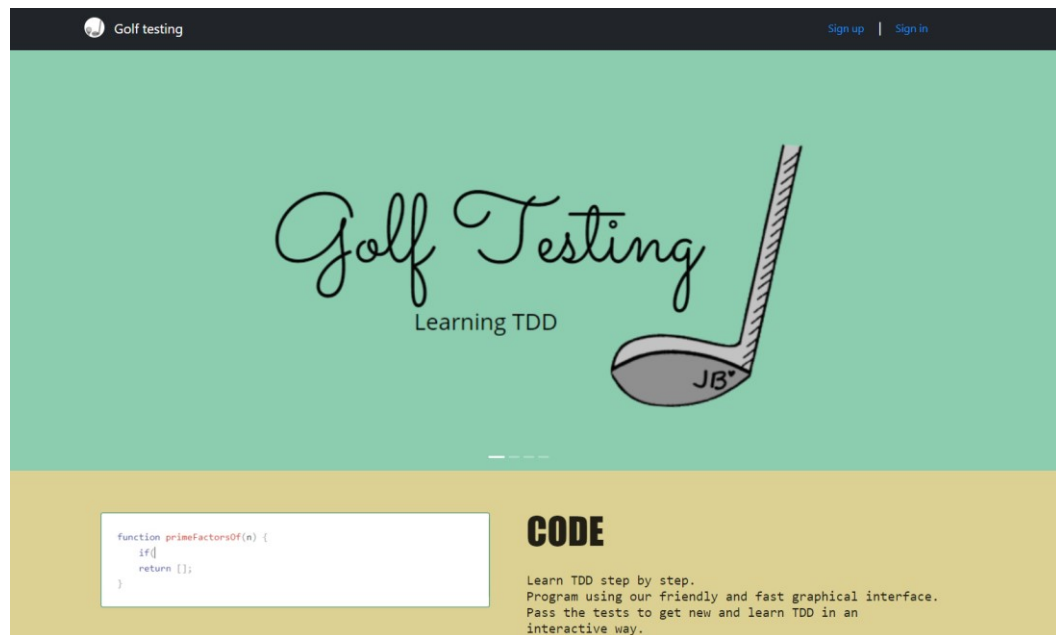 Golf testing
Sign up | Sign in
Golf Testing
Learning TDD
JB
function primeFactorsOf(n) {
if(
return [];
}
CODE
Learn TDD step by step.
Program using our friendly and fast graphical interface.
Pass the tests to get new and learn TDD in an
interactive way.